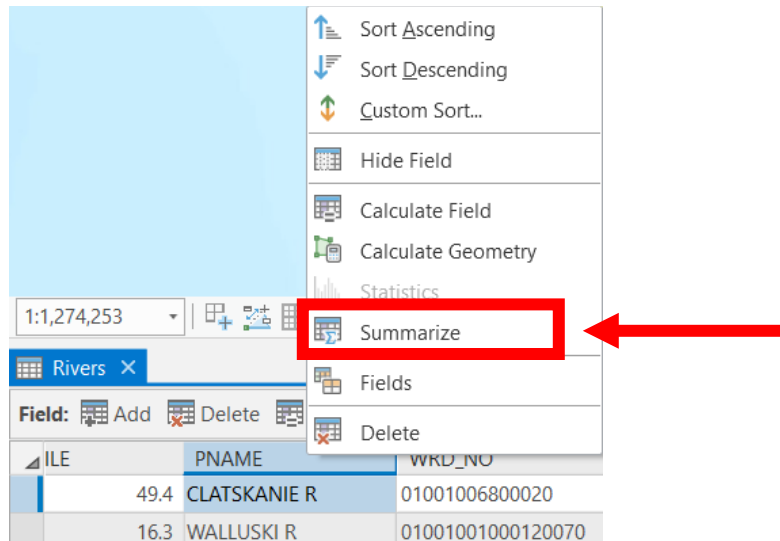 Sort Ascending
Sort Descending
Custom Sort...
Hide Field
Calculate Field
Calculate Geometry
Statistics
Summarize
Fields
Delete
1:1,274,253
Rivers
Field: Add Delete
ILE PNAME WRD_NO
49.4 CLATSKANIE R 01001006800020
16.3 WALLUSKI R 01001001000120070